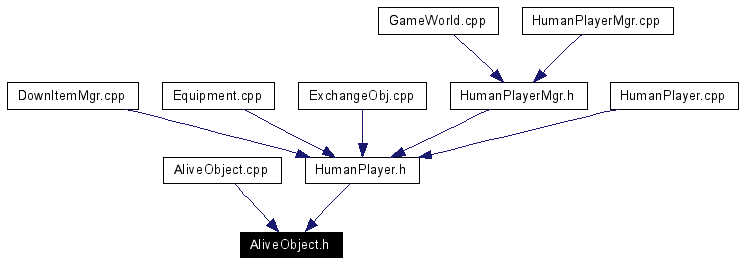 GameWorld.cpp
HumanPlayerMgr.cpp
DownItemMgr.cpp
Equipment.cpp
ExchangeObj.cpp
HumanPlayerMgr.h
HumanPlayer.cpp
AliveObject.cpp
HumanPlayer.h
AliveObject.h